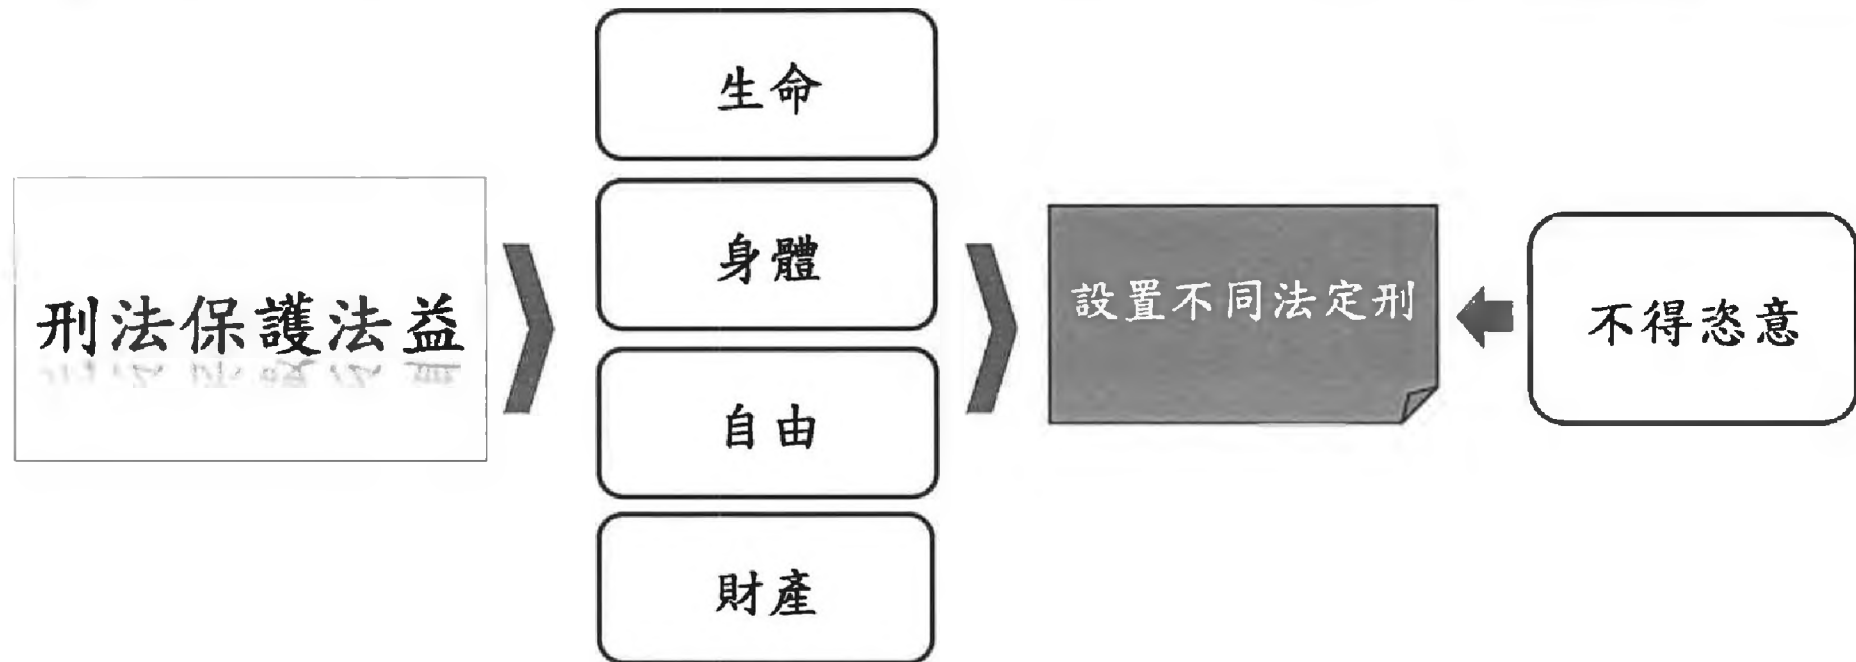 刑法保護法益
生命
身體
自由
財產
設置不同法定刑
不得恣意